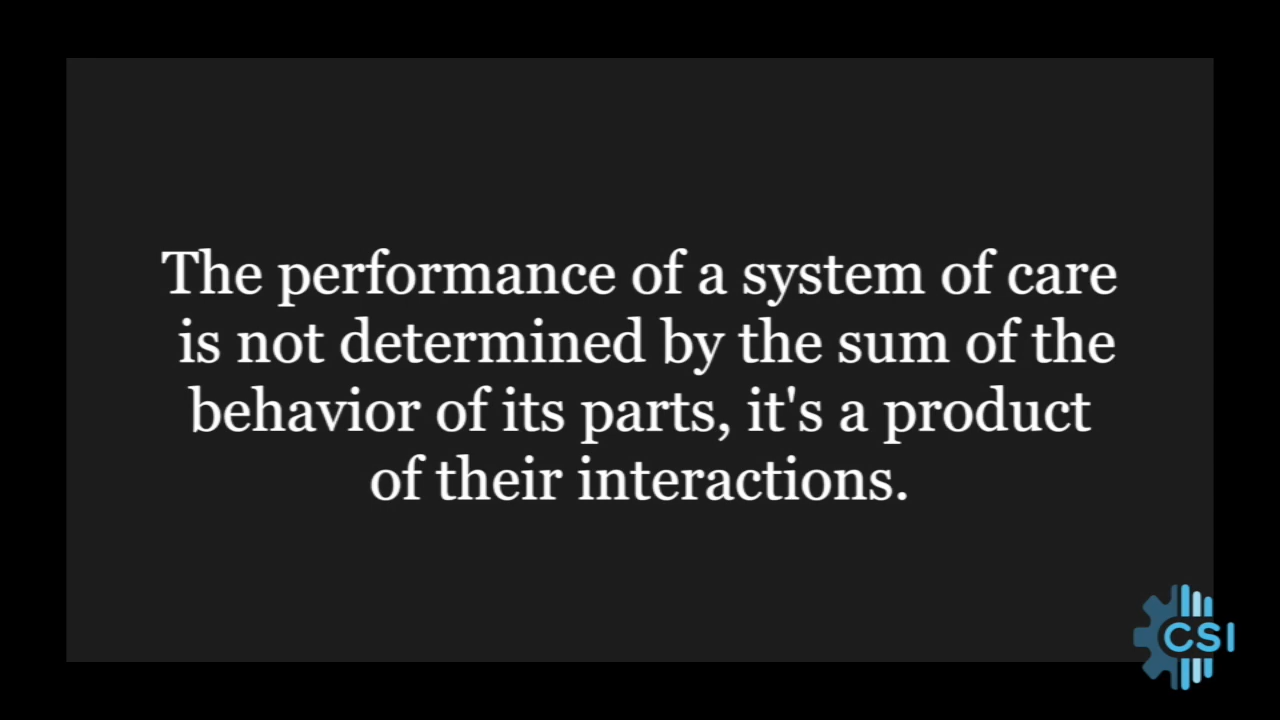 The performance of a system of care
is not determined by the sum of the
behavior of its parts, it's a product
of their interactions.
CSI